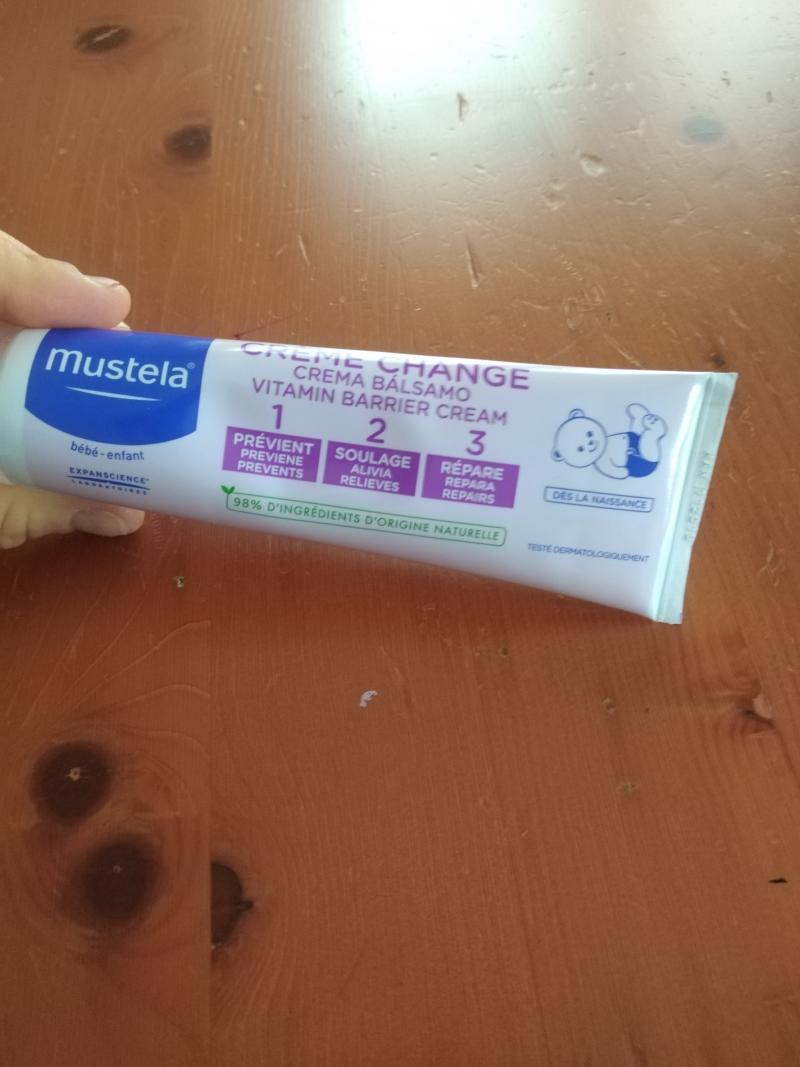 mustela®
bébé-enfant
EXPANSCIENCE®
LABORATOIRES
CRÈME CHANGE
CREMA BÁLSAMO
VITAMIN BARRIER CREAM
1
PRÉVIENT
PREVIENE
PREVENTS
2
SOULAGE
ALIVIA
RELIEVES
3
RÉPARE
REPARA
REPAIRS
98% D'INGRÉDIENTS D'ORIGINE NATURELLE
DÈS LA NAISSANCE
TESTÉ DERMATOLOGIQUEMENT